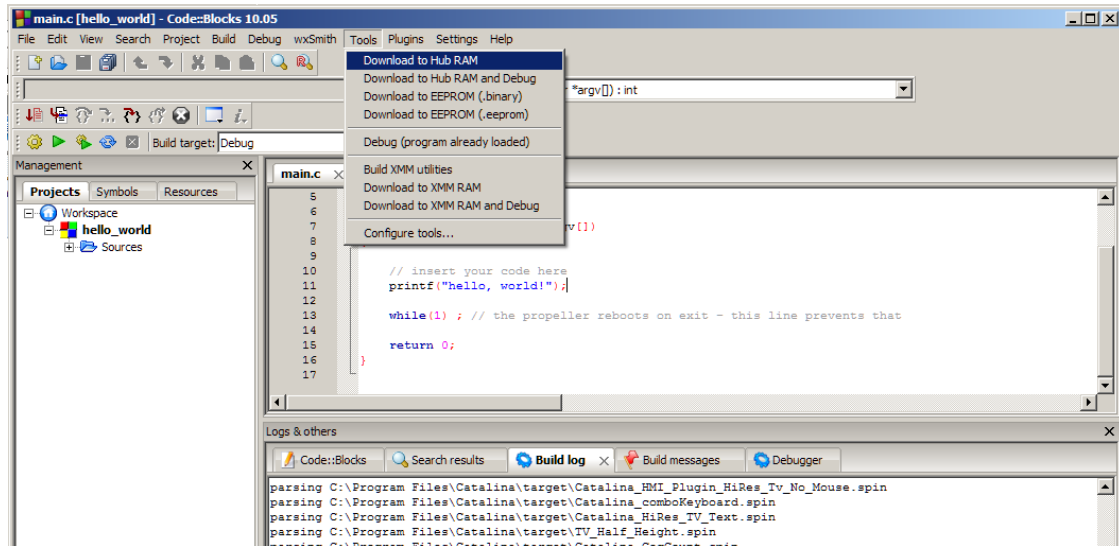 main.c [hello_world] - Code::Blocks 10.05
File Edit View Search Project Build Debug wxSmith Tools Plugins Settings Help
Download to Hub RAM
Download to Hub RAM and Debug
Download to EEPROM (.binary)
Download to EEPROM (.eeprom)
Debug (program already loaded)
Build XMM utilities
Download to XMM RAM
Download to XMM RAM and Debug
Configure tools...
*argv[]) : int
Build target: Debug
Management
Projects Symbols Resources
Workspace
hello_world
Sources
main.c
5
6
7 v[])
8
9
10 // insert your code here
11 printf("hello, world!");
12
13 while(1) ; // the propeller reboots on exit - this line prevents that
14
15 return 0;
16 }
17
Logs & others
Code::Blocks Search results Build log Build messages Debugger
parsing C:\Program Files\Catalina\target\Catalina_HMI_Plugin_HiRes_Tv_No_Mouse.spin
parsing C:\Program Files\Catalina\target\Catalina_comboKeyboard.spin
parsing C:\Program Files\Catalina\target\Catalina_HiRes_TV_Text.spin
parsing C:\Program Files\Catalina\target\TV_Half_Height.spin